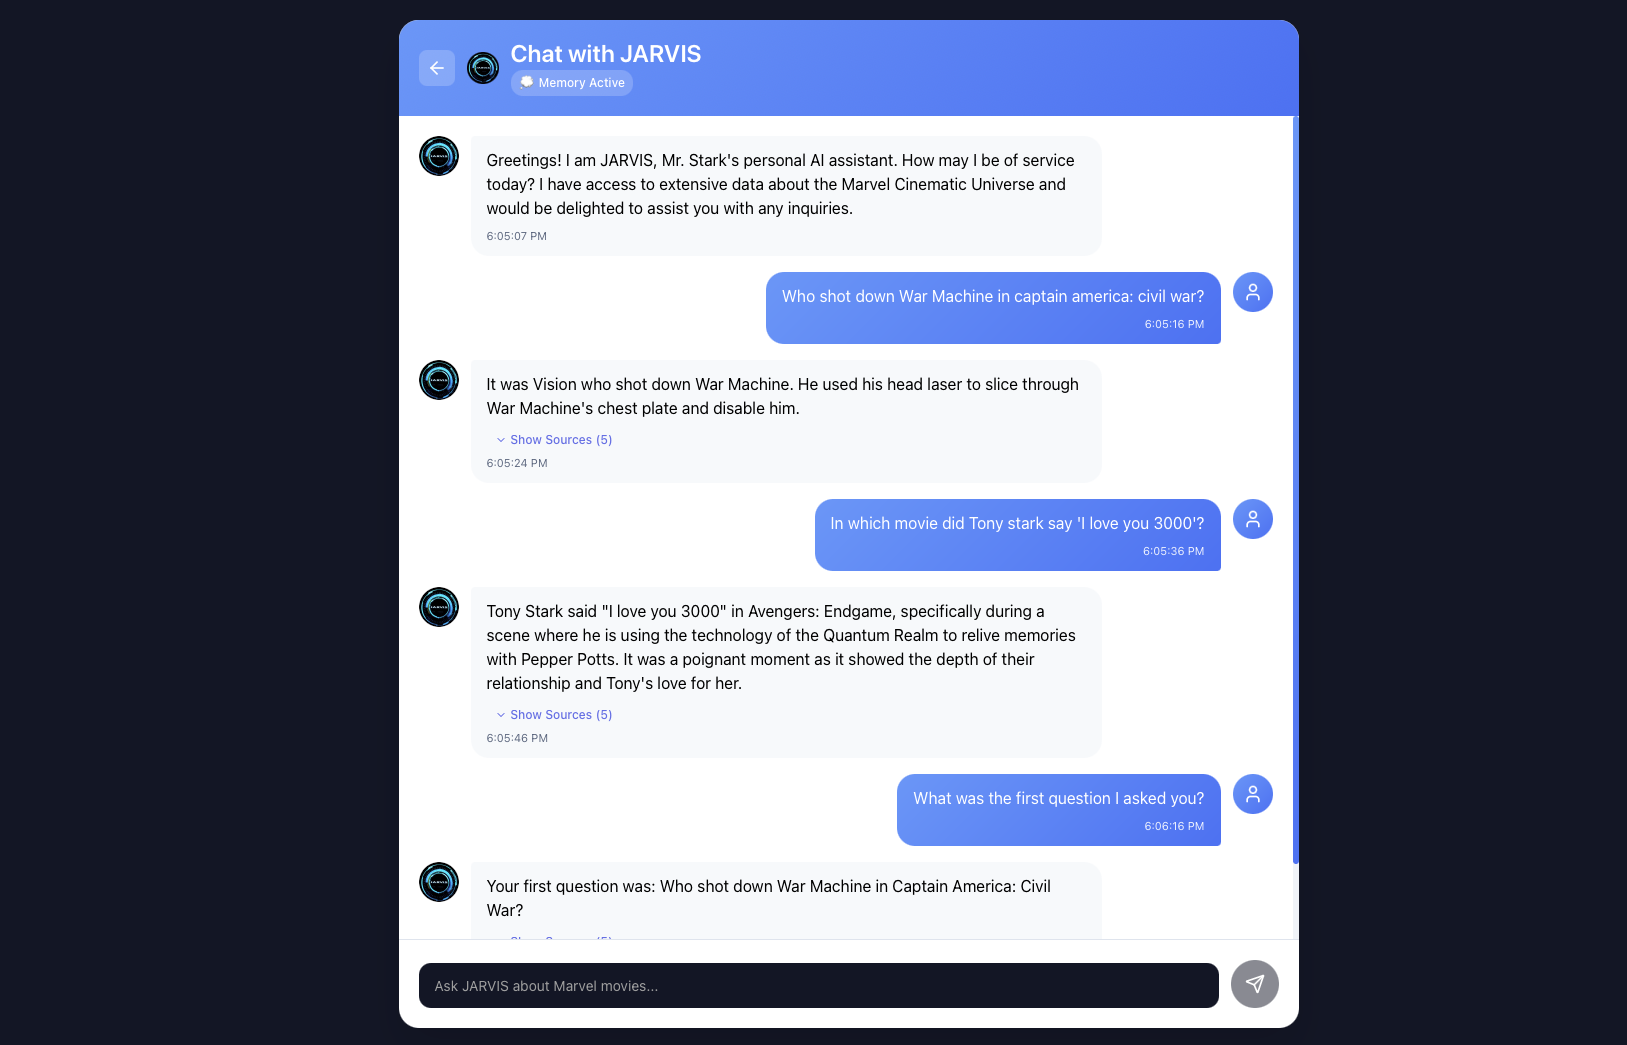 Chat with JARVIS
💭 Memory Active
Greetings! I am JARVIS, Mr. Stark's personal AI assistant. How may I be of service
today? I have access to extensive data about the Marvel Cinematic Universe and
would be delighted to assist you with any inquiries.
6:05:07 PM
Who shot down War Machine in captain america: civil war?
6:05:16 PM
It was Vision who shot down War Machine. He used his head laser to slice through
War Machine's chest plate and disable him.
Show Sources (5)
6:05:24 PM
In which movie did Tony stark say 'I love you 3000'?
6:05:36 PM
Tony Stark said "I love you 3000" in Avengers: Endgame, specifically during a
scene where he is using the technology of the Quantum Realm to relive memories
with Pepper Potts. It was a poignant moment as it showed the depth of their
relationship and Tony's love for her.
Show Sources (5)
6:05:46 PM
What was the first question I asked you?
6:06:16 PM
Your first question was: Who shot down War Machine in Captain America: Civil
War?
Show Sources (5)
Ask JARVIS about Marvel movies...